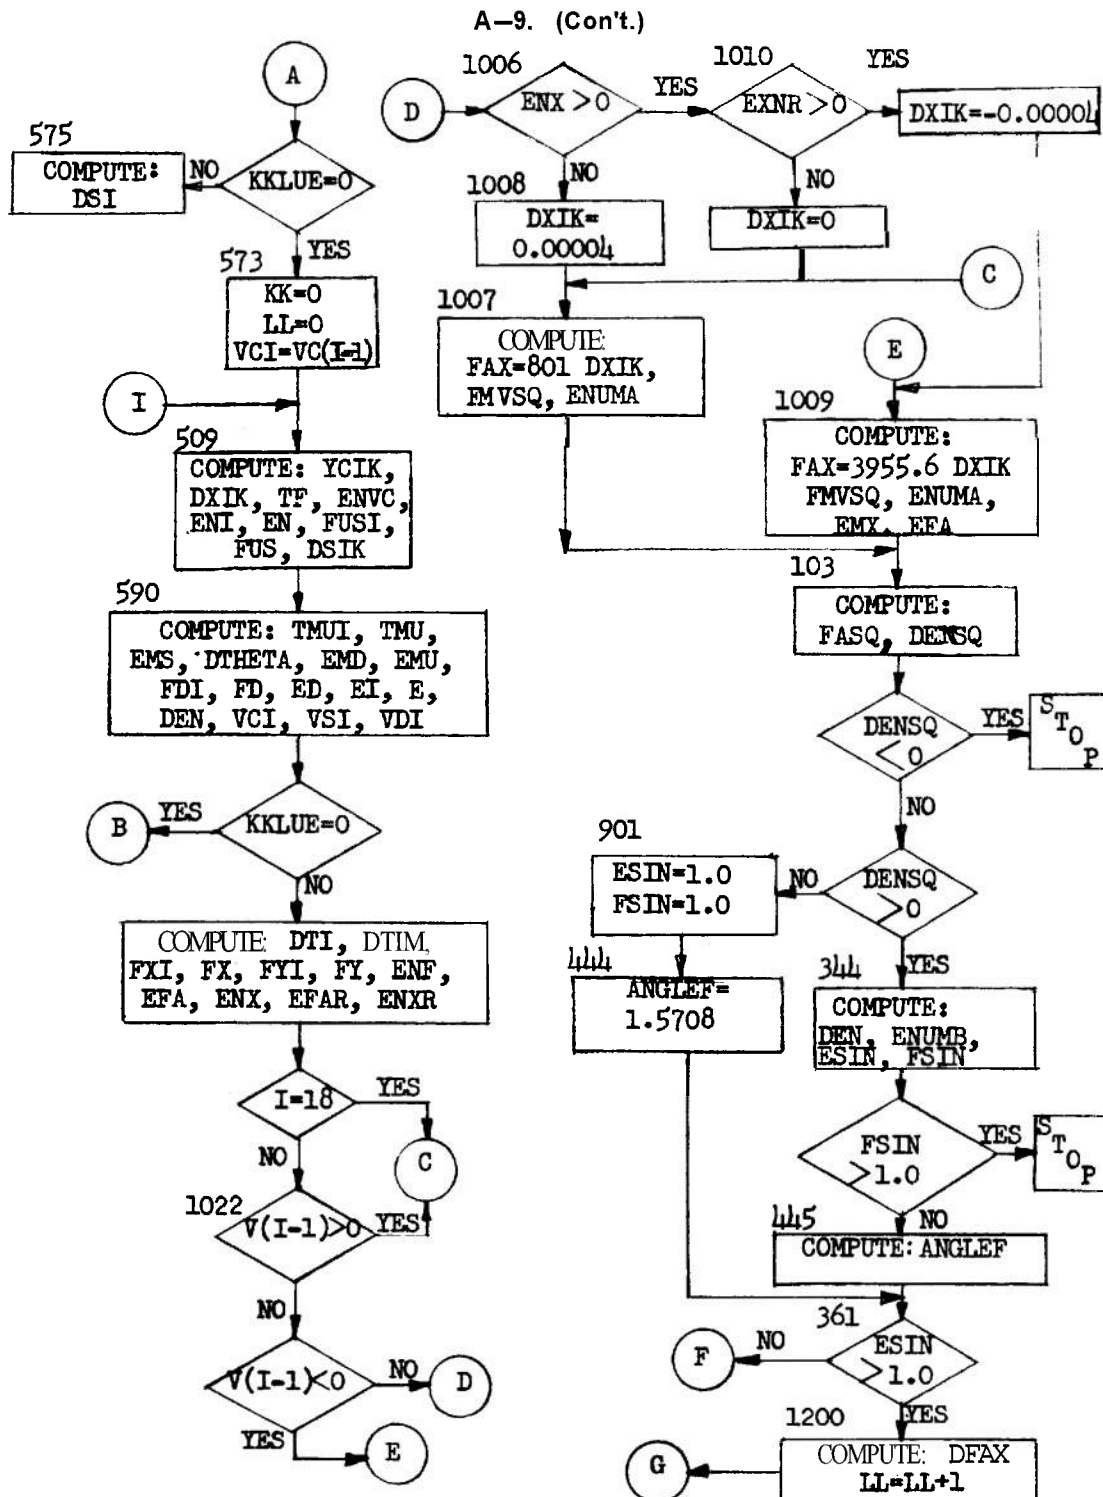 A—9. (Con't.)
A
575
COMPUTE:
DSI
NO
KKLUE=0
YES
573
KK=0
LL=0
VCI=VC(I-1)
I
509
COMPUTE: YCIK,
DXIK, TF, ENVC,
ENI, EN, FUSI,
FUS, DSIK
590
COMPUTE: TMUI, TMU,
EMS, DTHETA, EMD, EMU,
FDI, FD, ED, EI, E,
DEN, VCI, VSI, VDI
B
YES
KKLUE=0
NO
COMPUTE: DTI, DTIM,
FXI, FX, FYI, FY, ENF,
EFA, ENX, EFAR, ENXR
I=18
YES
NO
C
1022
V(I-1)>0
YES
NO
V(I-1)<0
NO
D
YES
E
D
1006
ENX >0
YES
1010
EXNR >0
YES
DXIK=-0.00004
NO
1008
DXIK=
0.00004
NO
DXIK=0
C
1007
COMPUTE:
FAX=801 DXIK,
FMVSQ, ENUMA
E
1009
COMPUTE:
FAX=3955.6 DXIK
FMVSQ, ENUMA,
EMX, EFA
103
COMPUTE:
FASQ, DENSQ
DENSQ
<0
YES
STOP
NO
901
ESIN=1.0
FSIN=1.0
NO
DENSQ
>0
444
ANGLEF=
1.5708
YES
344
COMPUTE:
DEN, ENUMB,
ESIN, FSIN
FSIN
>1.0
YES
STOP
NO
445
COMPUTE: ANGLEF
361
ESIN
>1.0
NO
F
YES
1200
COMPUTE: DFAX
LL=LL+1
G